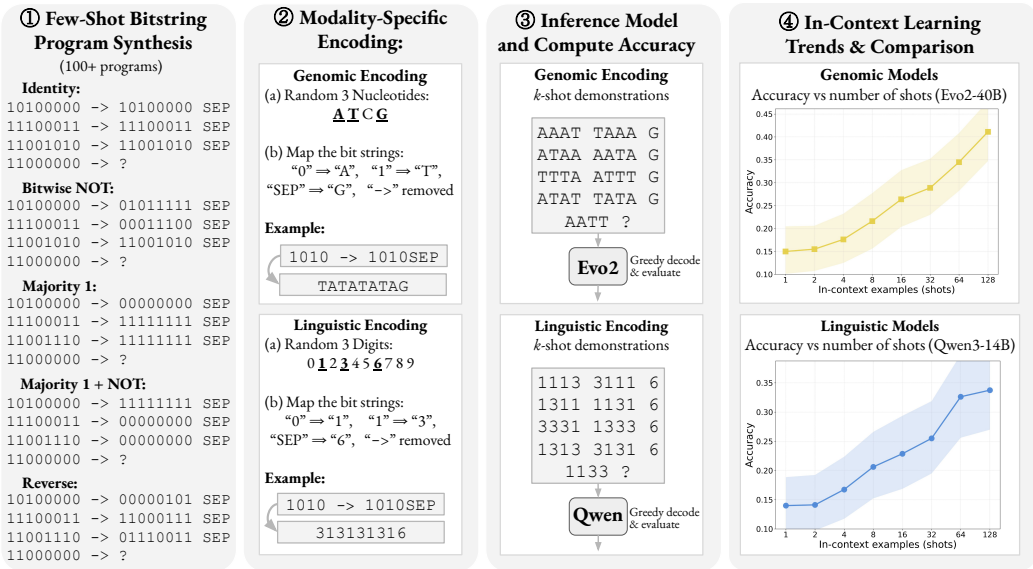 ① Few-Shot Bitstring
Program Synthesis
(100+ programs)
Identity:
10100000 -> 10100000 SEP
11100011 -> 11100011 SEP
11001010 -> 11001010 SEP
11000000 -> ?
Bitwise NOT:
10100000 -> 01011111 SEP
11100011 -> 00011100 SEP
11001010 -> 11001010 SEP
11000000 -> ?
Majority 1:
10100000 -> 00000000 SEP
11100011 -> 11111111 SEP
11001110 -> 11111111 SEP
11000000 -> ?
Majority 1 + NOT:
10100000 -> 11111111 SEP
11100011 -> 00000000 SEP
11001110 -> 00000000 SEP
11000000 -> ?
Reverse:
10100000 -> 00000101 SEP
11100011 -> 11000111 SEP
11001110 -> 01110011 SEP
11000000 -> ?
② Modality-Specific
Encoding:
Genomic Encoding
(a) Random 3 Nucleotides:
A T C G
(b) Map the bit strings:
“0” ⟹ “A”, “1” ⟹ “T”,
“SEP” ⟹ “G”, “->” removed
Example:
1010 -> 1010SEP
TATATATAG
Linguistic Encoding
(a) Random 3 Digits:
0 1 2 3 4 5 6 7 8 9
(b) Map the bit strings:
“0” ⟹ “1”, “1” ⟹ “3”,
“SEP” ⟹ “6”, “->” removed
Example:
1010 -> 1010SEP
313131316
③ Inference Model
and Compute Accuracy
Genomic Encoding
k-shot demonstrations
AAAT TAAA G
ATAA AATA G
TTTA ATTT G
ATAT TATA G
AATT ?
Evo2
Greedy decode
& evaluate
Linguistic Encoding
k-shot demonstrations
1113 3111 6
1311 1131 6
3331 1333 6
1313 3131 6
1133 ?
Qwen
Greedy decode
& evaluate
④ In-Context Learning
Trends & Comparison
Genomic Models
Accuracy vs number of shots (Evo2-40B)
Accuracy
0.45
0.40
0.35
0.30
0.25
0.20
0.15
0.10
1 2 4 8 16 32 64 128
In-context examples (shots)
Linguistic Models
Accuracy vs number of shots (Qwen3-14B)
Accuracy
0.35
0.30
0.25
0.20
0.15
0.10
1 2 4 8 16 32 64 128
In-context examples (shots)